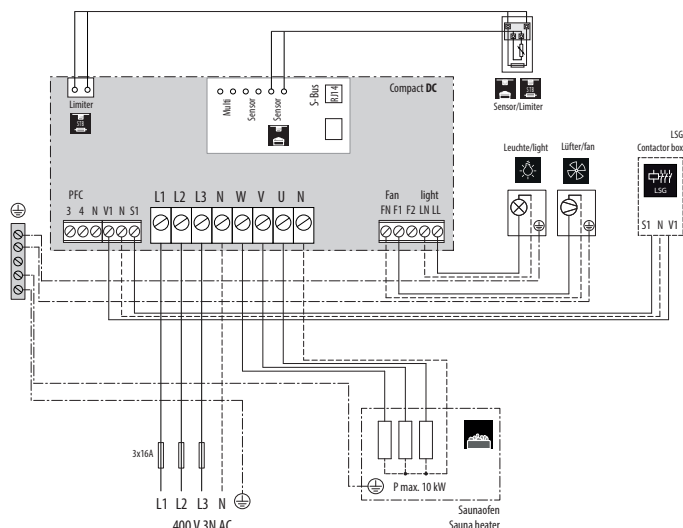 Limiter
STB
Multi
Sensor
Sensor
S-Bus
RJ14
Compact DC
STB
Sensor/Limiter
PFC
3 4 N V1 N S1
L1 L2 L3 N W V U N
Fan light
FN F1 F2 LN LL
Leuchte/light
Lüfter/fan
LSG
Contactor box
LSG
S1 N V1
3x16A
L1 L2 L3 N
400 V 3N AC
P max. 10 kW
Saunaofen
Sauna heater